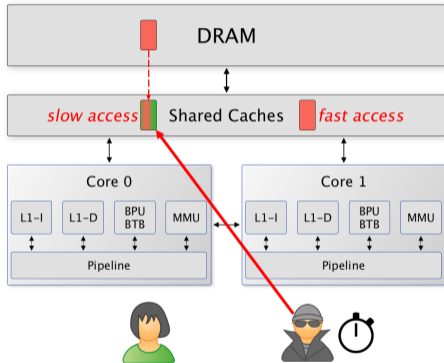 DRAM
slow access Shared Caches fast access
Core 0
L1-I L1-D BPU BTB MMU
Pipeline
Core 1
L1-I L1-D BPU BTB MMU
Pipeline